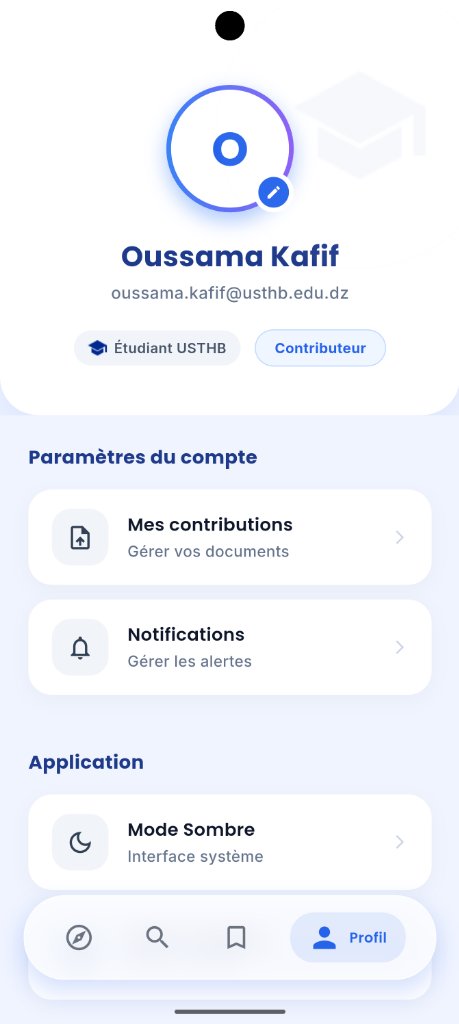 O
Oussama Kafif
oussama.kafif@usthb.edu.dz
Étudiant USTHB
Contributeur
Paramètres du compte
Mes contributions
Gérer vos documents
Notifications
Gérer les alertes
Application
Mode Sombre
Interface système
Profil